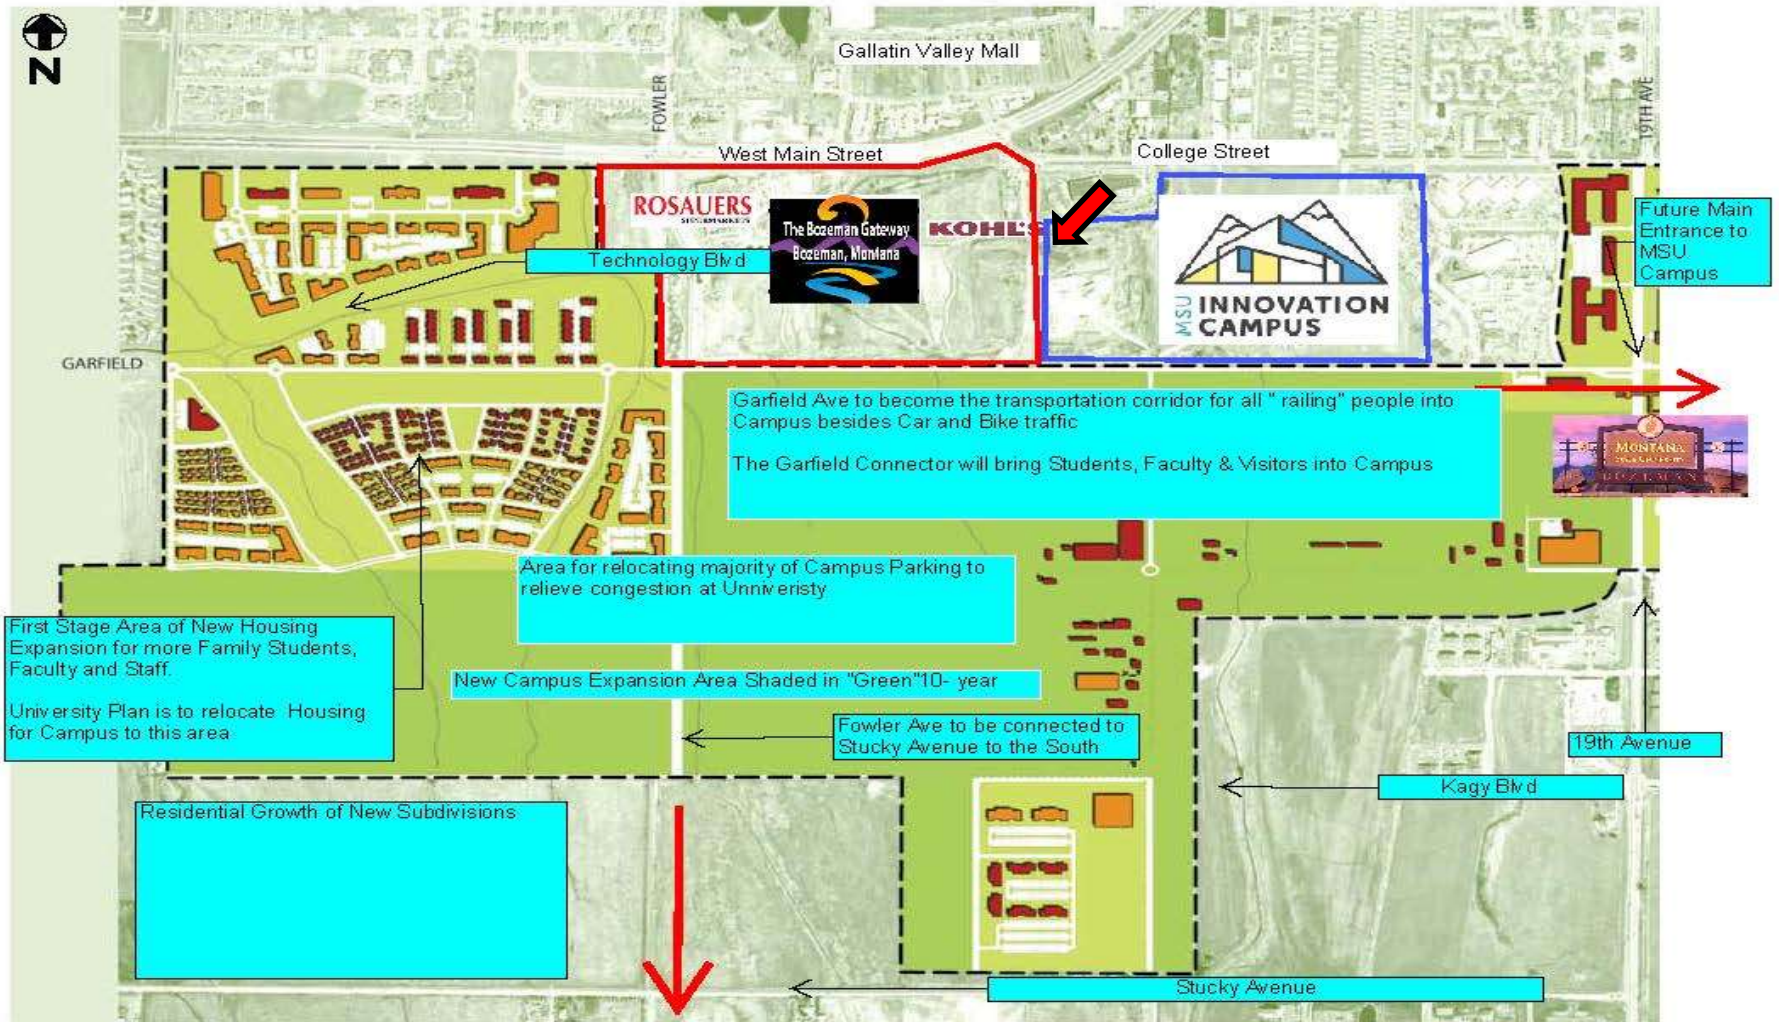 N
Gallatin Valley Mall
FOWLER
19TH AVE
West Main Street
College Street
ROSAUERS
SUPERMARKETS
The Bozeman Gateway
Bozeman, Montana
KOHL'S
Technology Blvd
MSU INNOVATION
CAMPUS
Future Main
Entrance to
MSU
Campus
GARFIELD
Garfield Ave to become the transportation corridor for all " railing" people into
Campus besides Car and Bike traffic
The Garfield Connector will bring Students, Faculty & Visitors into Campus
MONTANA
Area for relocating majority of Campus Parking to
relieve congestion at Unniveristy
First Stage Area of New Housing
Expansion for more Family Students,
Faculty and Staff.
University Plan is to relocate Housing
for Campus to this area
New Campus Expansion Area Shaded in "Green"10- year
Fowler Ave to be connected to
Stucky Avenue to the South
19th Avenue
Kagy Blvd
Residential Growth of New Subdivisions
Stucky Avenue